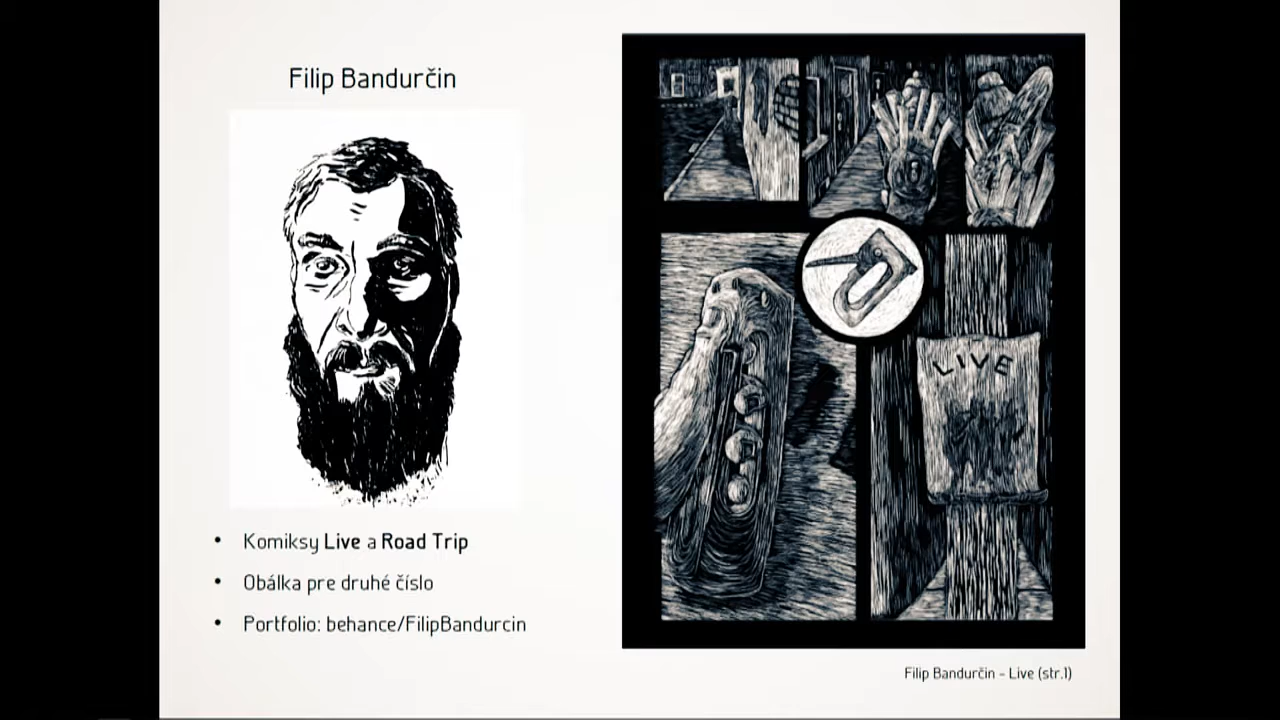 Filip Bandurčin
• Komiksy Live a Road Trip
• Obálka pre druhé číslo
• Portfolio: behance/FilipBandurcin
LIVE
Filip Bandurčin - Live (str.1)